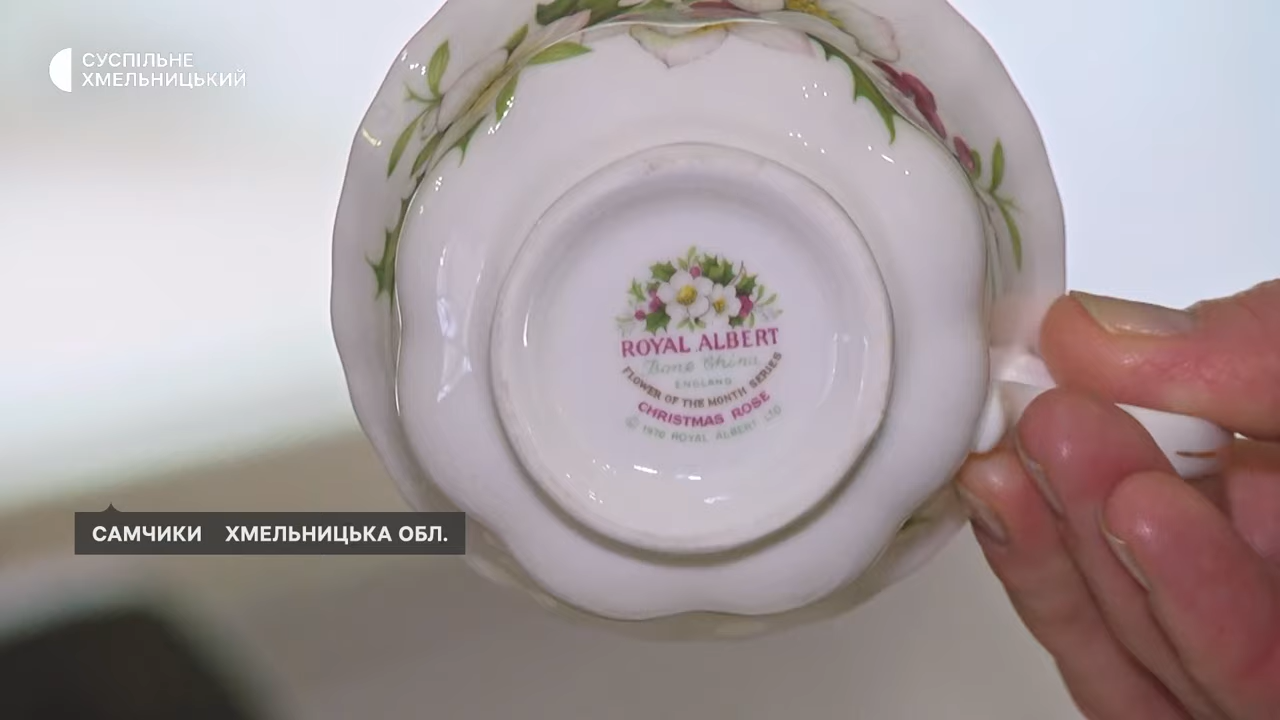 СУСПІЛЬНЕ
ХМЕЛЬНИЦЬКИЙ
ROYAL ALBERT
Bone China
ENGLAND
FLOWER OF THE MONTH SERIES
CHRISTMAS ROSE
© 1970 ROYAL ALBERT LTD
САМЧИКИ ХМЕЛЬНИЦЬКА ОБЛ.